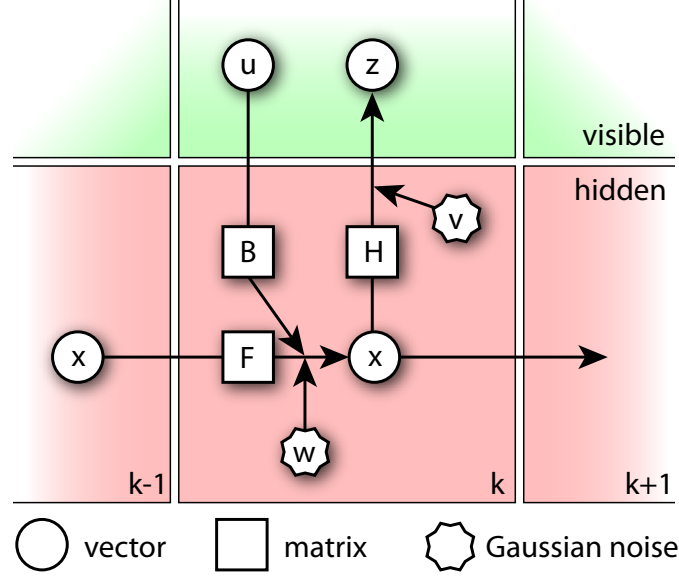 u z
visible
hidden
v
B H
x F x
w
k-1 k k+1
vector matrix Gaussian noise